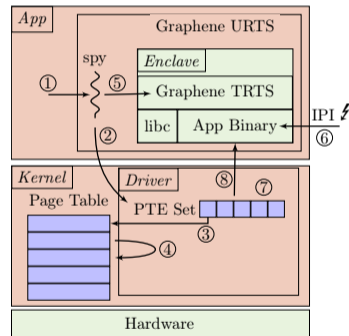 App
Graphene URTS
spy
Enclave
① ⑤ Graphene TRTS
libc App Binary IPI
⑥
②
Kernel Driver ⑧ ⑦
Page Table PTE Set
③
④
Hardware